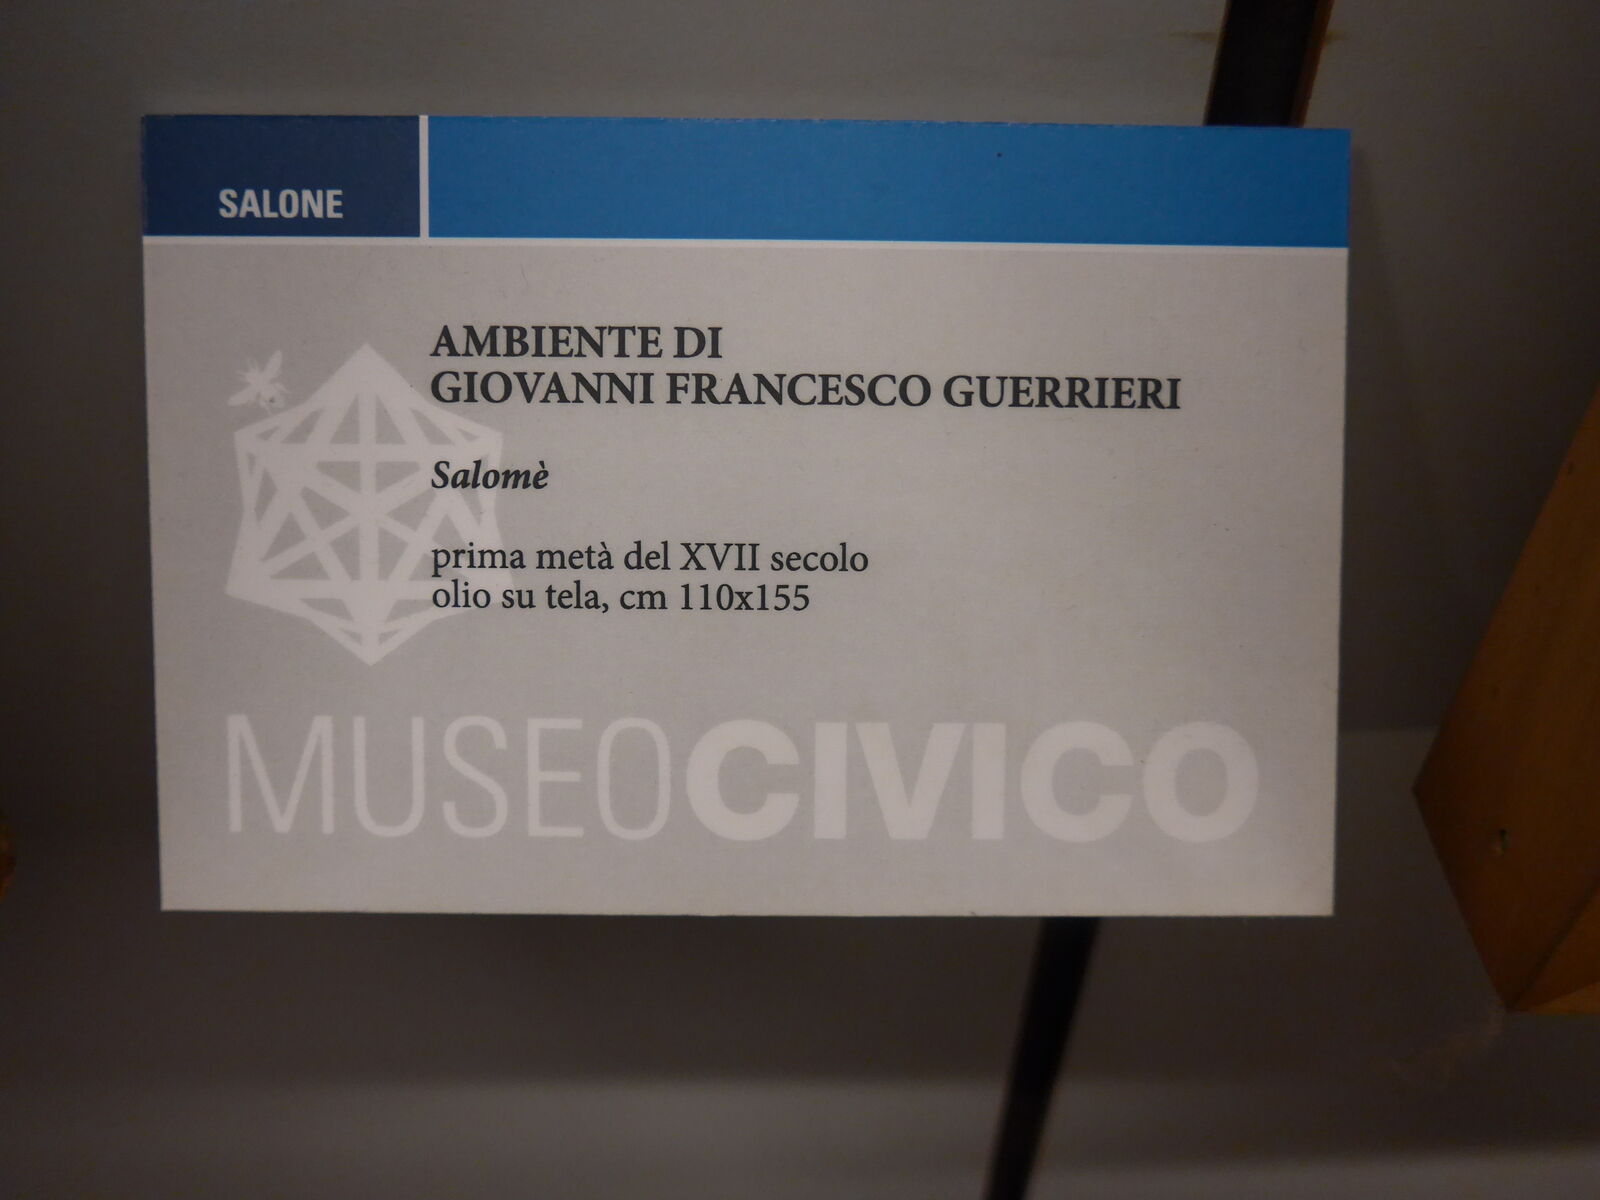 SALONE
AMBIENTE DI
GIOVANNI FRANCESCO GUERRIERI
Salomè
prima metà del XVII secolo
olio su tela, cm 110x155
MUSEOCIVICO